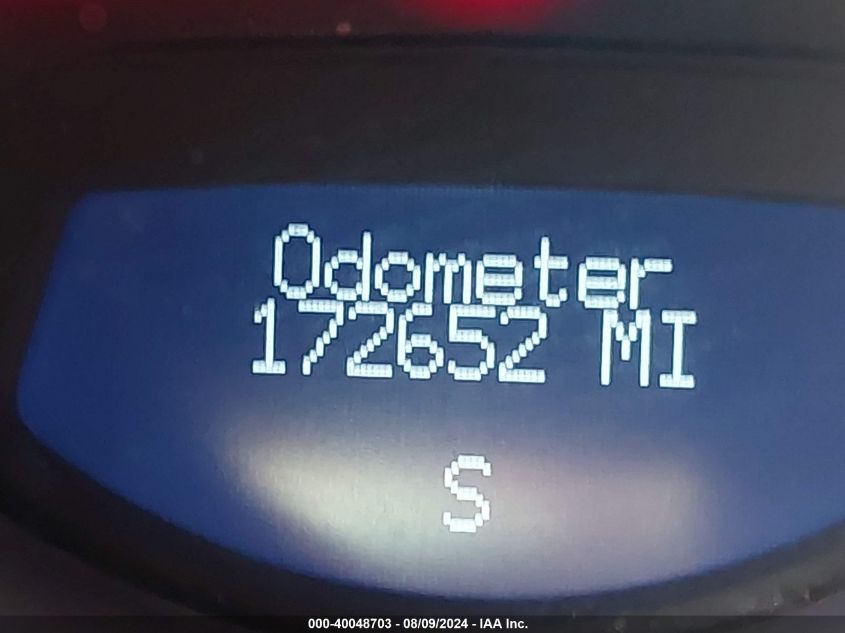 Odometer
172652 MI
S
000-40048703 - 08/09/2024 - IAA Inc.